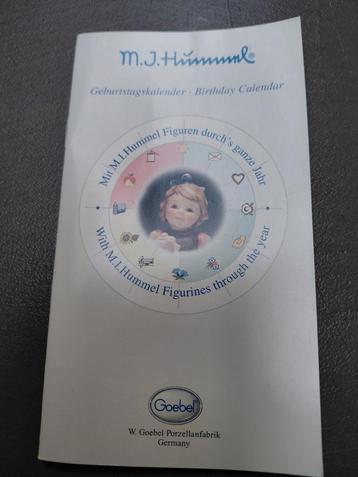 M.J.Hummel®
Geburtstagskalender - Birthday Calendar
Mit M.I.Hummel Figuren durch's ganze Jahr
With M.I.Hummel Figurines through the year
Goebel
W. Goebel Porzellanfabrik
Germany